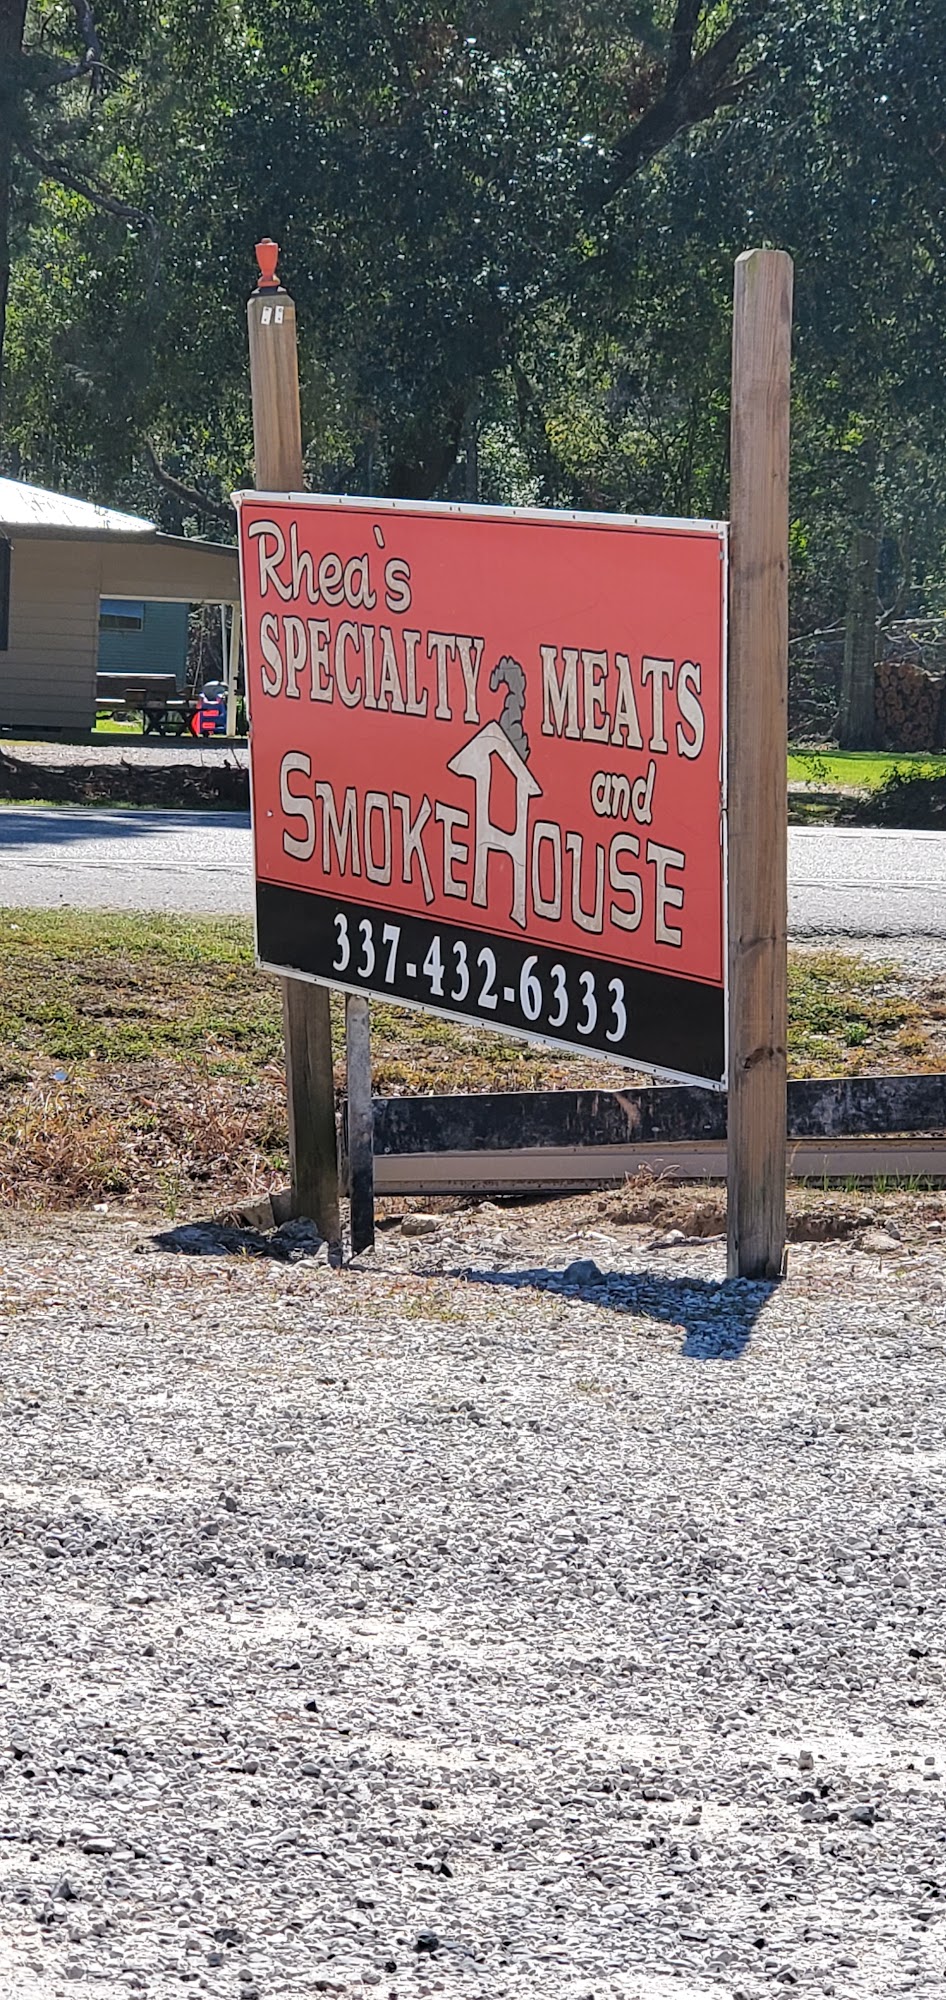 Rhea's
SPECIALTY MEATS
and
SMOKEHOUSE
337-432-6333